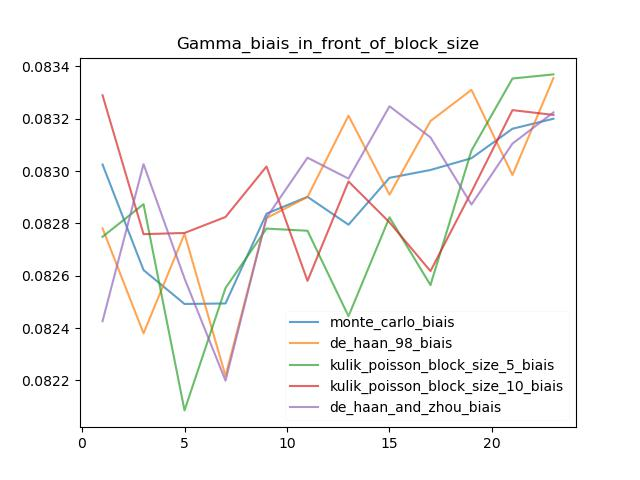 Gamma_biais_in_front_of_block_size
0.0834
0.0832
0.0830
0.0828
0.0826
0.0824
0.0822
monte_carlo_biais
de_haan_98_biais
kulik_poisson_block_size_5_biais
kulik_poisson_block_size_10_biais
de_haan_and_zhou_biais
0 5 10 15 20